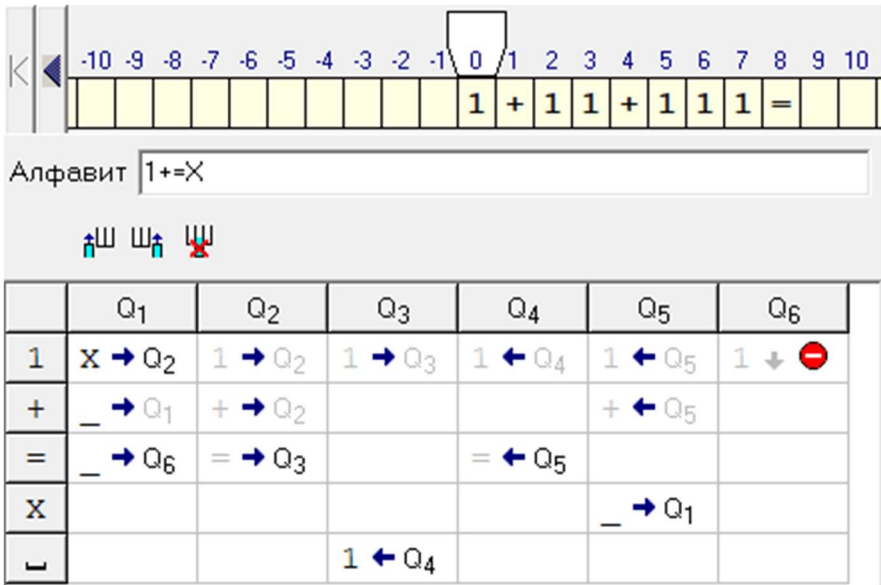 -10 -9 -8 -7 -6 -5 -4 -3 -2 -1 0 1 2 3 4 5 6 7 8 9 10
1 + 1 1 + 1 1 1 =
Алфавит 1+=X
Q1 Q2 Q3 Q4 Q5 Q6
1 X → Q2 1 → Q2 1 → Q3 1 ← Q4 1 ← Q5 1 ↓
+ _ → Q1 + → Q2 + ← Q5
= _ → Q6 = → Q3 = ← Q5
X _ → Q1
␣ 1 ← Q4